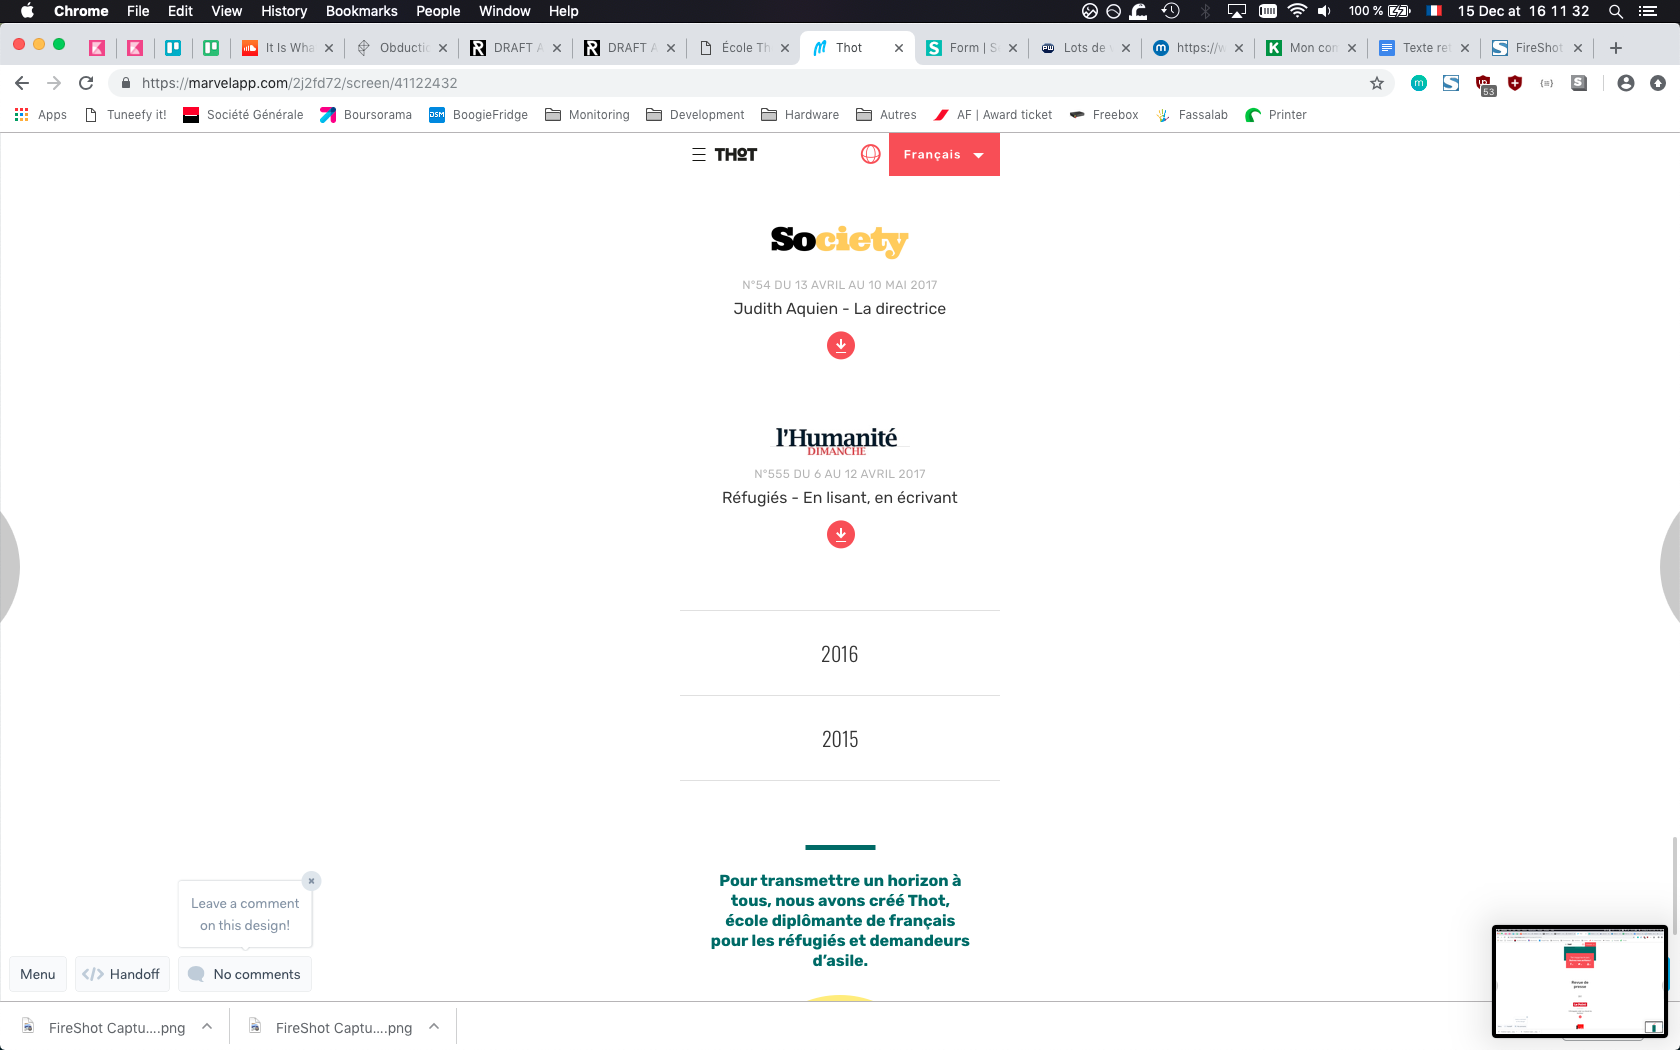 Chrome File Edit View History Bookmarks People Window Help 100 % 15 Dec at 16 11 32
It Is Wha Obductic DRAFT A DRAFT A École Th Thot Form | S Lots de https://w Mon con Texte ret FireShot
https://marvelapp.com/2j2fd72/screen/41122432
53
Apps Tuneefy it! Société Générale Boursorama BoogieFridge Monitoring Development Hardware Autres AF | Award ticket Freebox Fassalab Printer
THOT Français
Society
N°54 DU 13 AVRIL AU 10 MAI 2017
Judith Aquien - La directrice
l'Humanité
DIMANCHE
N°555 DU 6 AU 12 AVRIL 2017
Réfugiés - En lisant, en écrivant
2016
2015
Pour transmettre un horizon à
tous, nous avons créé Thot,
école diplômante de français
pour les réfugiés et demandeurs
d'asile.
Leave a comment
on this design!
Menu Handoff No comments
FireShot Captu....png FireShot Captu....png
Revue de
presse